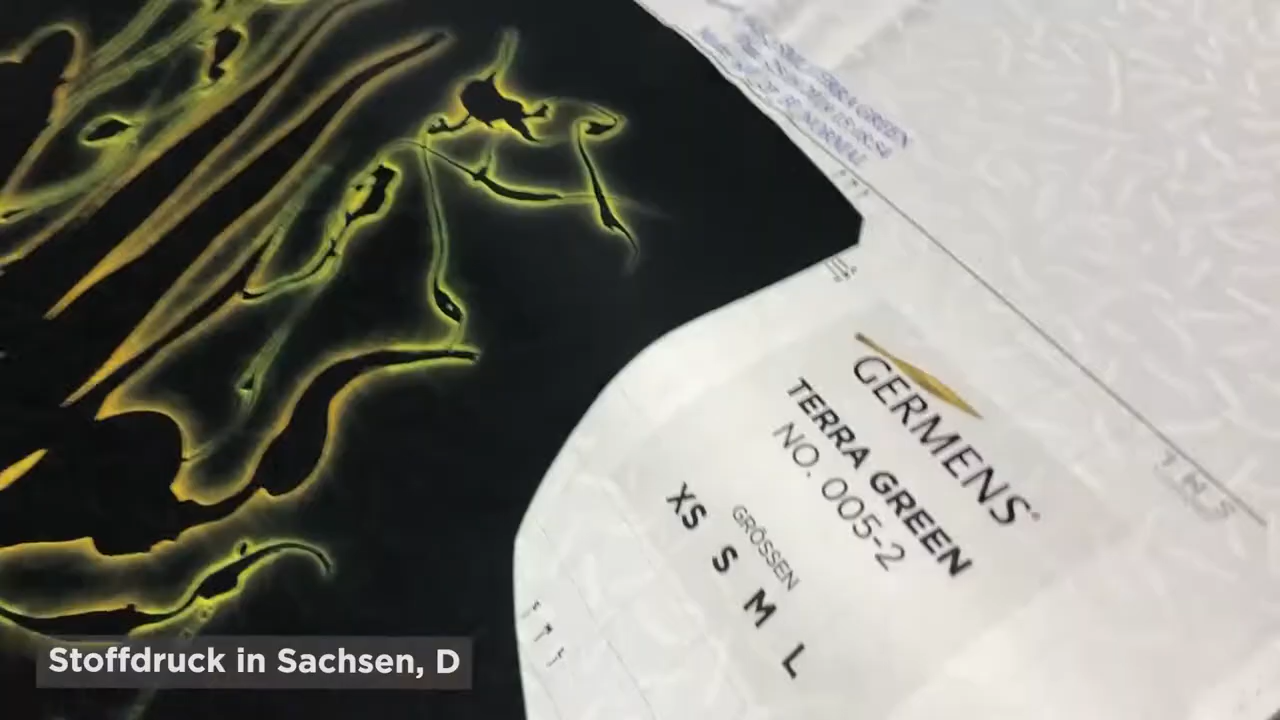 GERMENS®
TERRA GREEN
NO. 005-2
GRÖSSEN
XS S M L
Stoffdruck in Sachsen, D